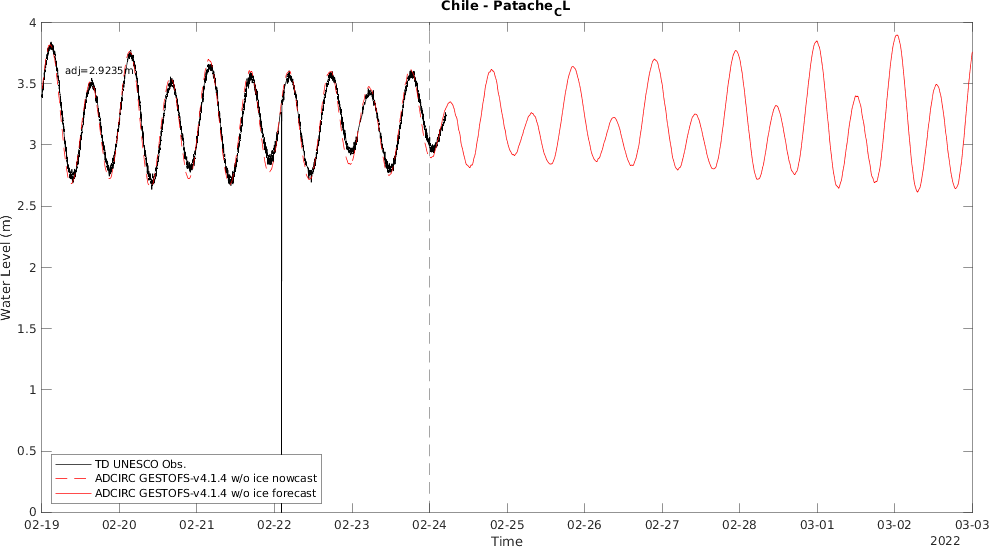 Chile - Patache_CL
adj=2.9235m
4
3.5
3
2.5
2
1.5
1
0.5
0
Water Level (m)
TD UNESCO Obs.
ADCIRC GESTOFS-v4.1.4 w/o ice nowcast
ADCIRC GESTOFS-v4.1.4 w/o ice forecast
02-19 02-20 02-21 02-22 02-23 02-24 02-25 02-26 02-27 02-28 03-01 03-02 03-03
Time
2022